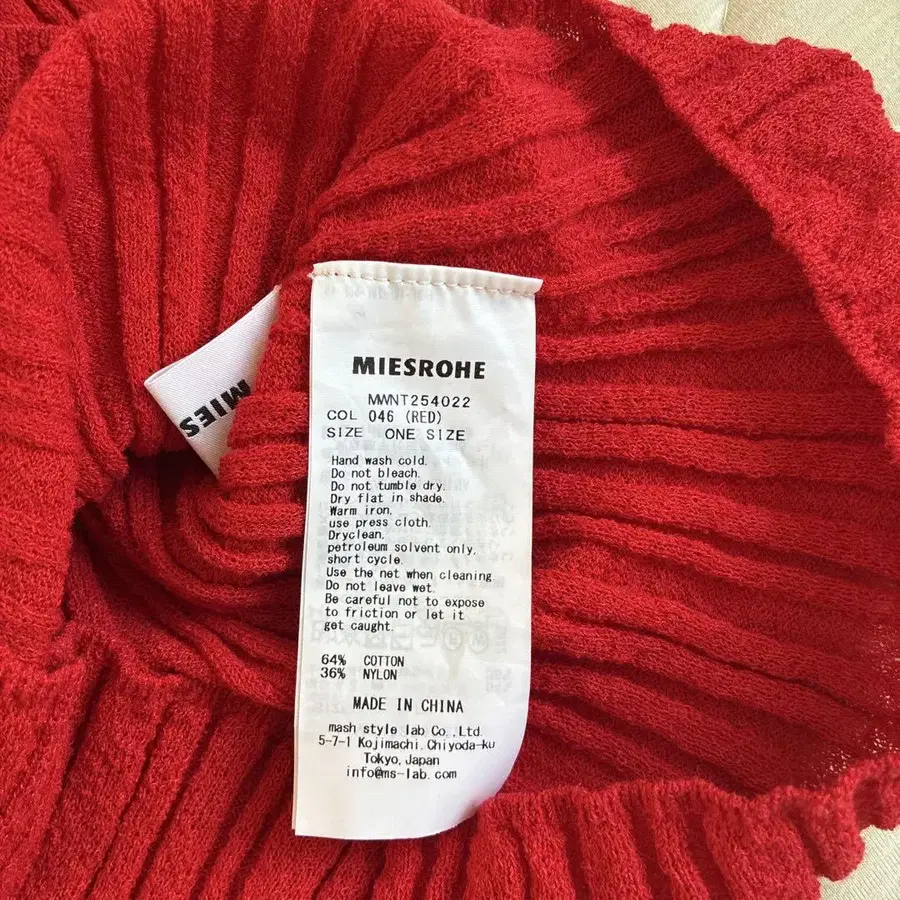 MIESROHE
MWNT254022
COL 046 (RED)
SIZE ONE SIZE
Hand wash cold.
Do not bleach.
Do not tumble dry.
Dry flat in shade.
Warm iron.
use press cloth.
Dryclean.
petroleum solvent only,
short cycle.
Use the net when cleaning
Do not leave wet.
Be careful not to expose
to friction or let it
get caught.
64% COTTON
36% NYLON
MADE IN CHINA
mash style lab Co., Ltd.
5-7-1 Kojimachi, Chiyoda-ku
Tokyo, Japan
info@ms-lab.com
MIES